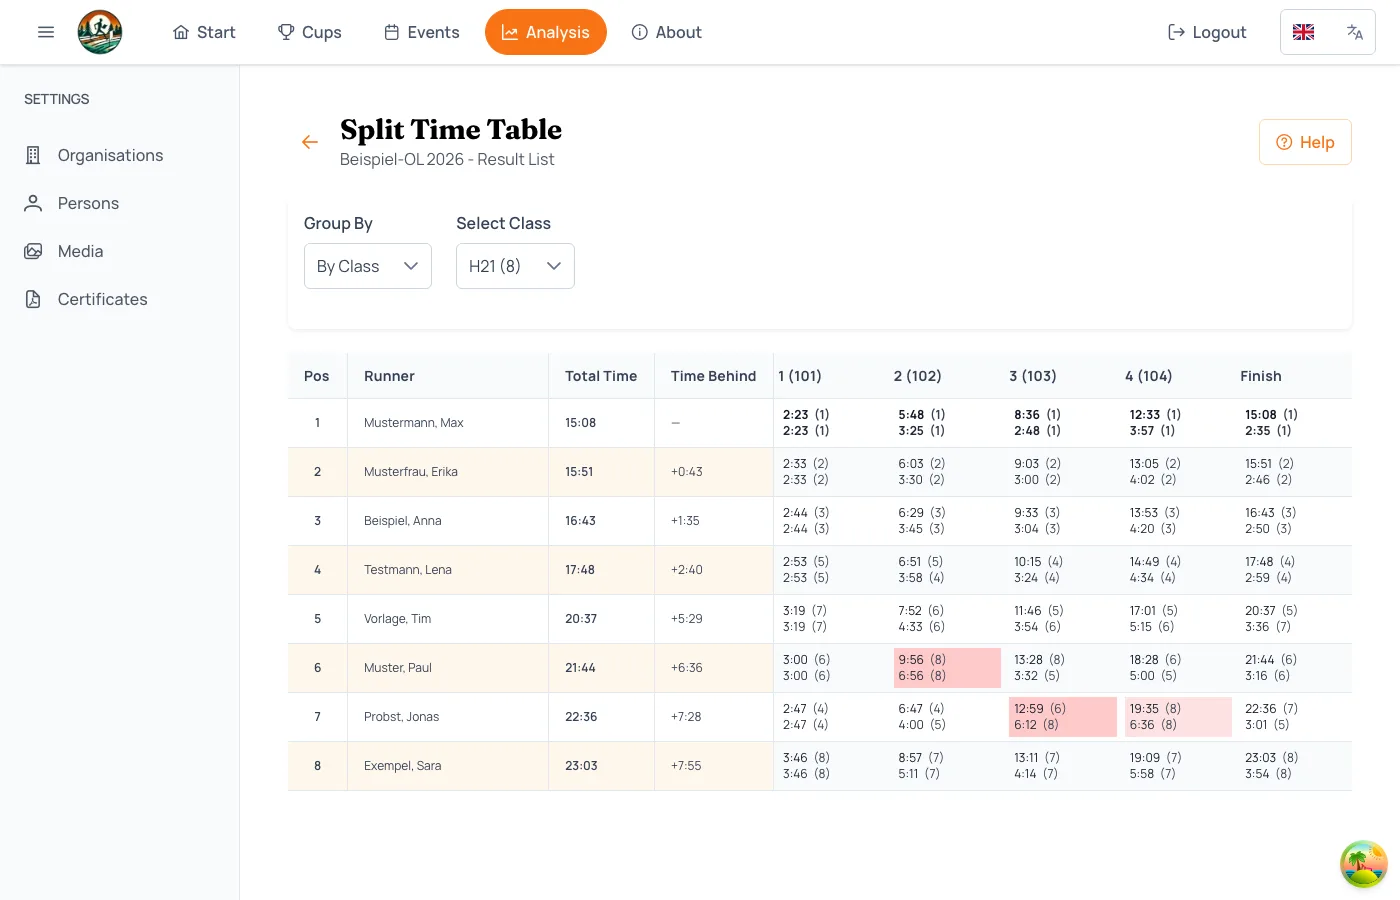 Start
Cups
Events
Analysis
About
Logout
SETTINGS
Organisations
Persons
Media
Certificates
Split Time Table
Beispiel-OL 2026 - Result List
Help
Group By
Select Class
By Class
H21 (8)
Pos Runner Total Time Time Behind 1 (101) 2 (102) 3 (103) 4 (104) Finish
1 Mustermann, Max 15:08 — 2:23 (1) 5:48 (1) 8:36 (1) 12:33 (1) 15:08 (1)
2:23 (1) 3:25 (1) 2:48 (1) 3:57 (1) 2:35 (1)
2 Musterfrau, Erika 15:51 +0:43 2:33 (2) 6:03 (2) 9:03 (2) 13:05 (2) 15:51 (2)
2:33 (2) 3:30 (2) 3:00 (2) 4:02 (2) 2:46 (2)
3 Beispiel, Anna 16:43 +1:35 2:44 (3) 6:29 (3) 9:33 (3) 13:53 (3) 16:43 (3)
2:44 (3) 3:45 (3) 3:04 (3) 4:20 (3) 2:50 (3)
4 Testmann, Lena 17:48 +2:40 2:53 (5) 6:51 (5) 10:15 (4) 14:49 (4) 17:48 (4)
2:53 (5) 3:58 (4) 3:24 (4) 4:34 (4) 2:59 (4)
5 Vorlage, Tim 20:37 +5:29 3:19 (7) 7:52 (6) 11:46 (5) 17:01 (5) 20:37 (5)
3:19 (7) 4:33 (6) 3:54 (6) 5:15 (6) 3:36 (7)
6 Muster, Paul 21:44 +6:36 3:00 (6) 9:56 (8) 13:28 (8) 18:28 (6) 21:44 (6)
3:00 (6) 6:56 (8) 3:32 (5) 5:00 (5) 3:16 (6)
7 Probst, Jonas 22:36 +7:28 2:47 (4) 6:47 (4) 12:59 (6) 19:35 (8) 22:36 (7)
2:47 (4) 4:00 (5) 6:12 (8) 6:36 (8) 3:01 (5)
8 Exempel, Sara 23:03 +7:55 3:46 (8) 8:57 (7) 13:11 (7) 19:09 (7) 23:03 (8)
3:46 (8) 5:11 (7) 4:14 (7) 5:58 (7) 3:54 (8)